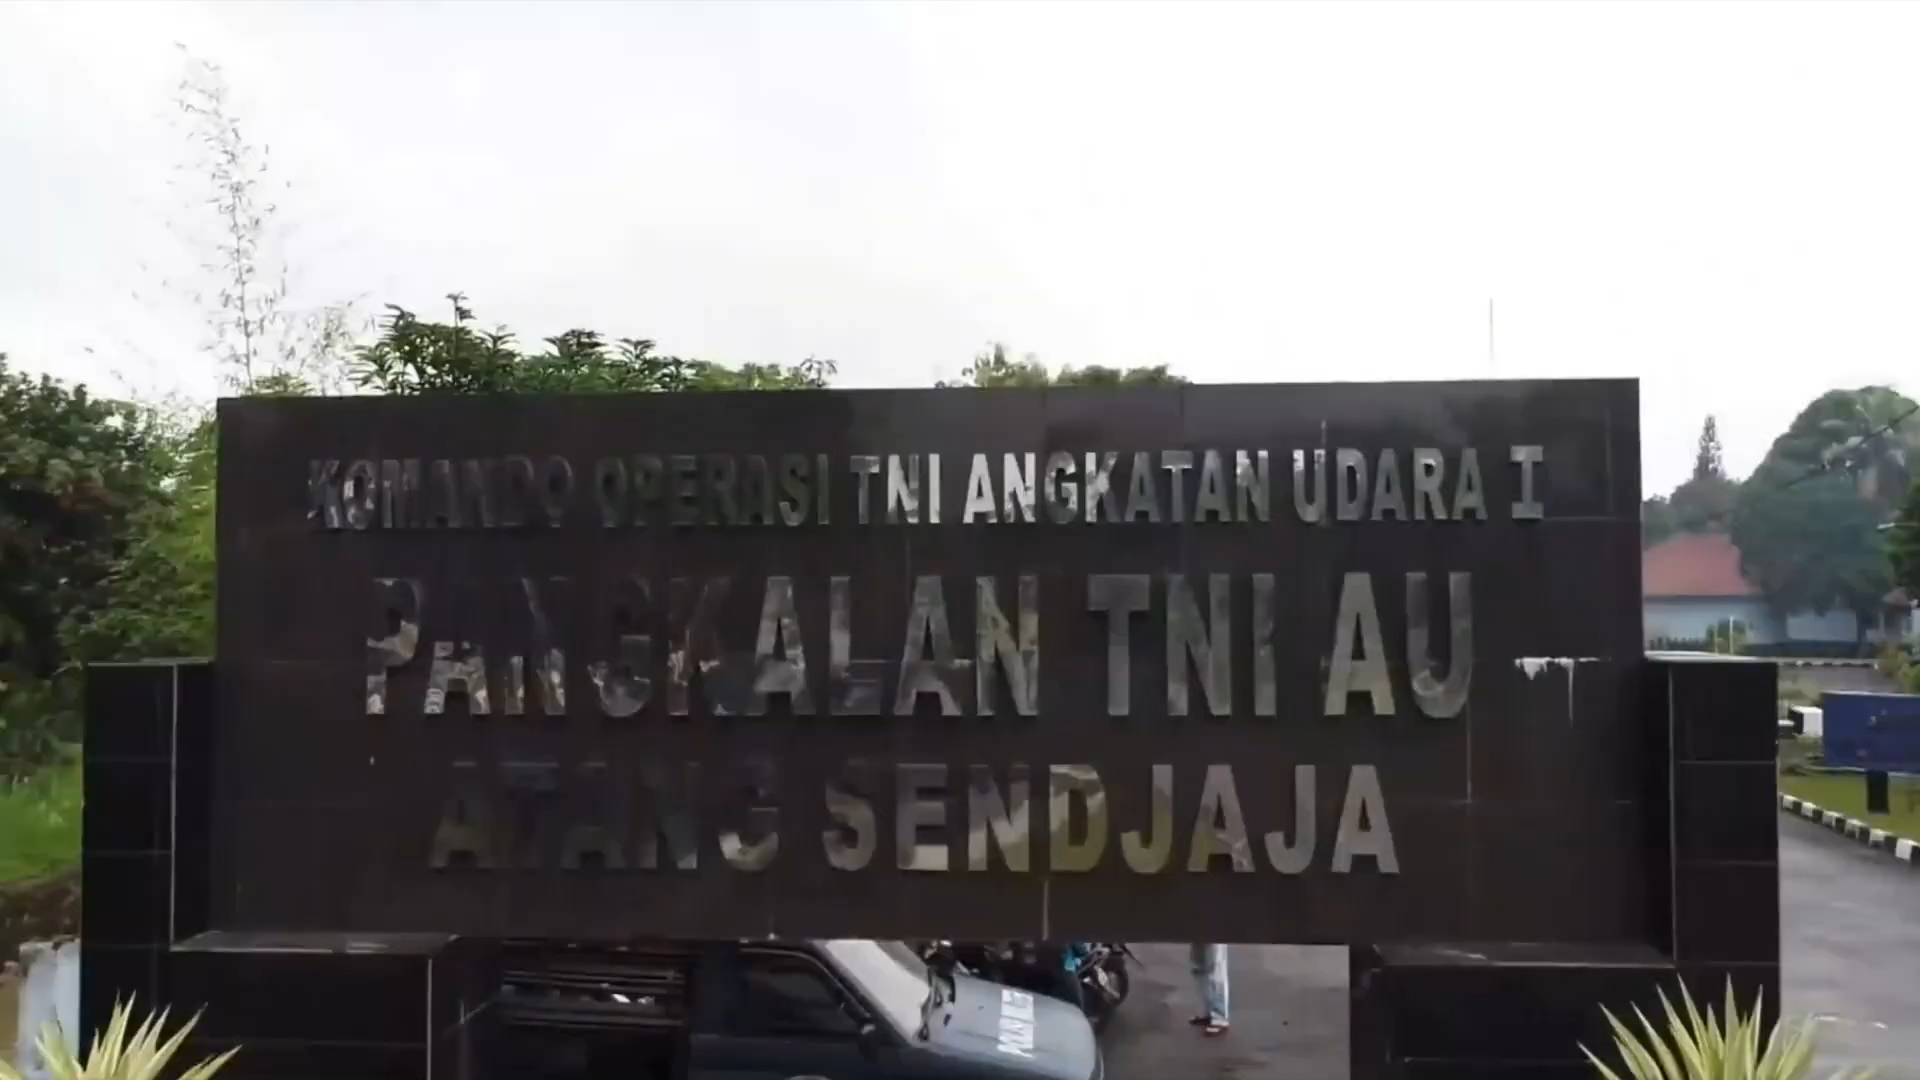 KOMANDO OPERASI TNI ANGKATAN UDARA I
PANGKALAN TNI AU
ATANG SENDJAJA